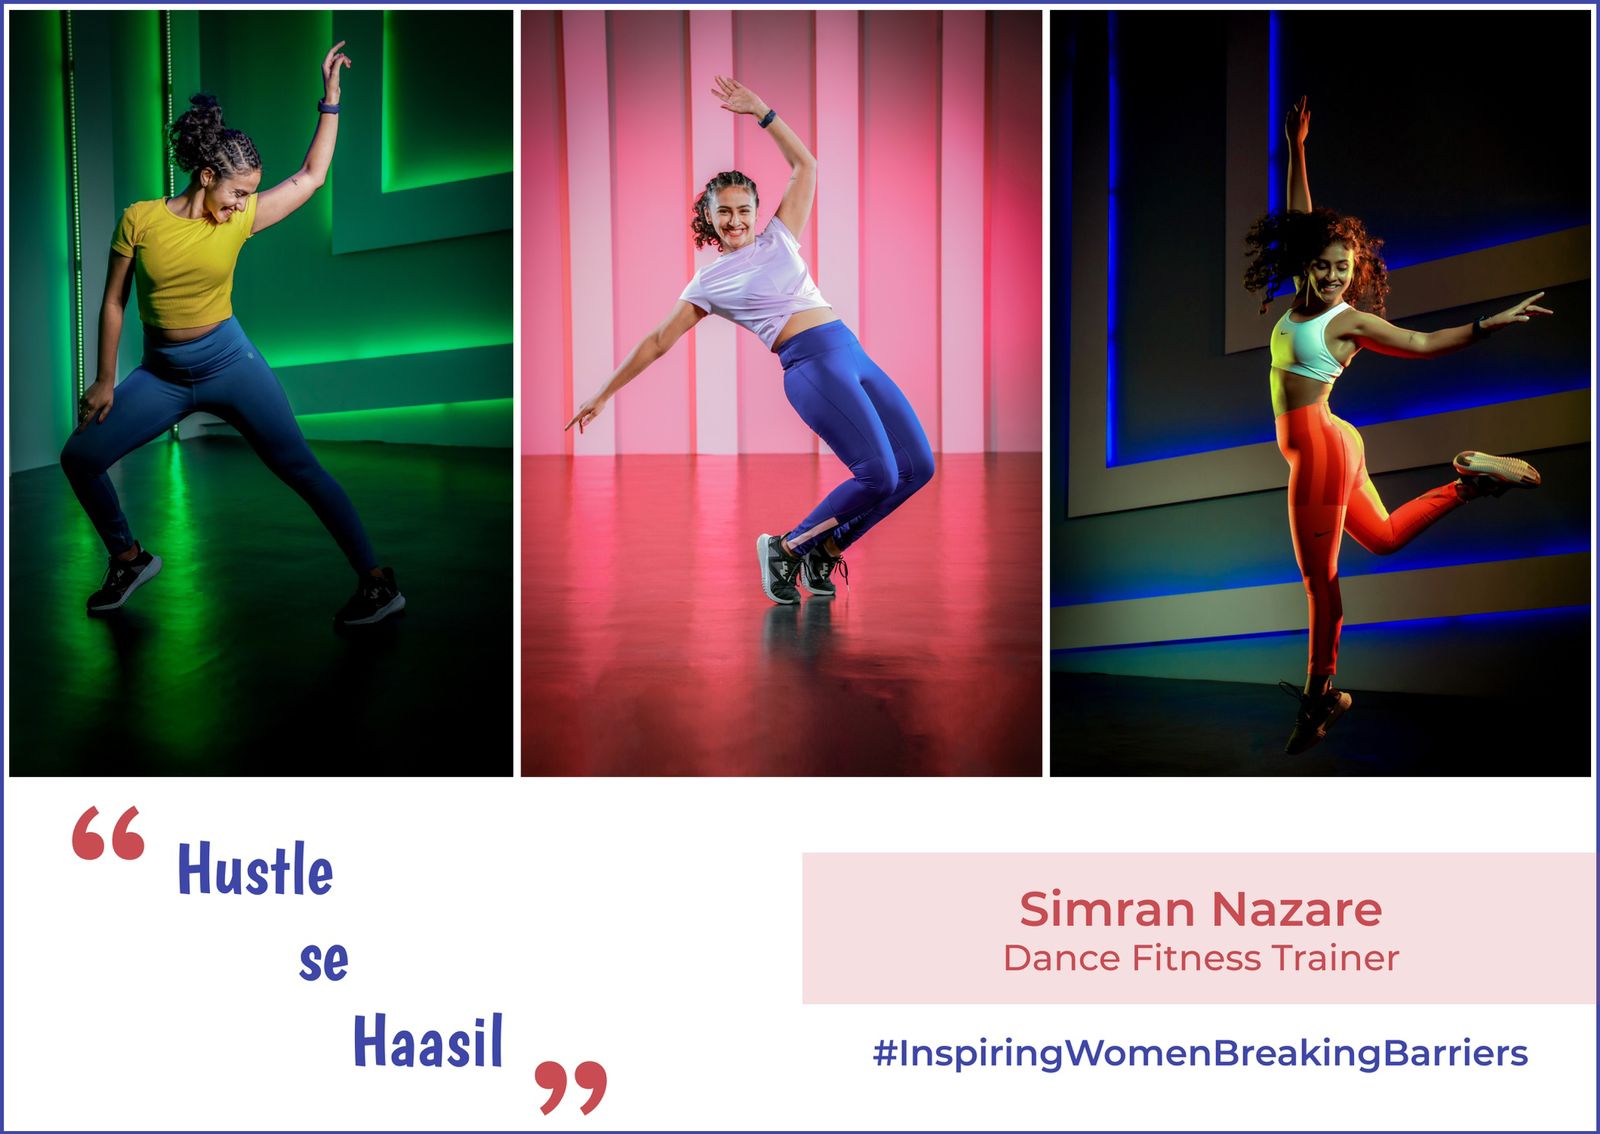 “Hustle
se
Haasil”
Simran Nazare
Dance Fitness Trainer
#InspiringWomenBreakingBarriers